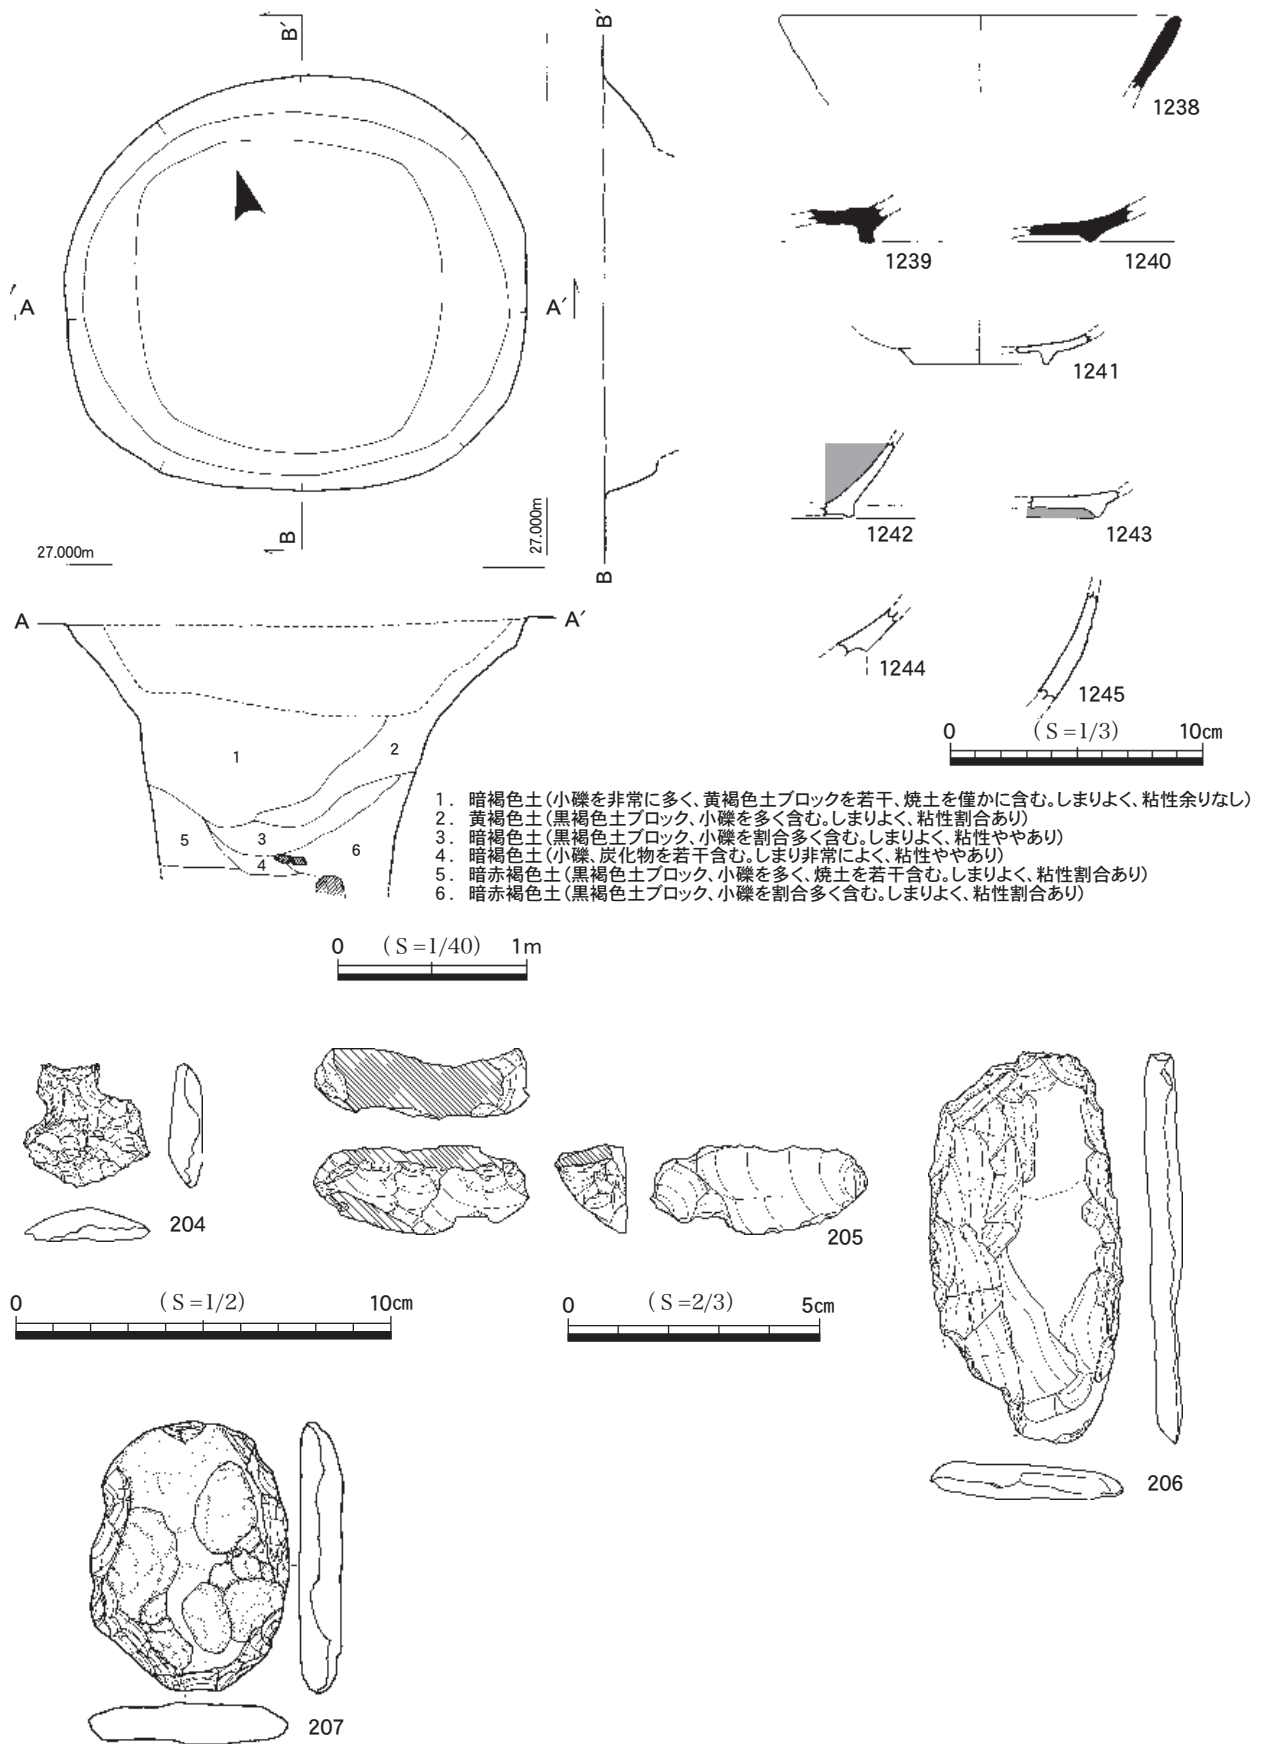 B′
B′
1238
1239
1240
A
A′
1241
1242
1243
B
27.000m
27.000m
B
A
A′
1244
1245
0 (S=1/3) 10cm
1
2
3
4
5
6
1. 暗褐色土(小礫を非常に多く、黄褐色土ブロックを若干、焼土を僅かに含む。しまりよく、粘性余りなし)
2. 黄褐色土(黒褐色土ブロック、小礫を多く含む。しまりよく、粘性割合あり)
3. 暗褐色土(黒褐色土ブロック、小礫を割合多く含む。しまりよく、粘性ややあり)
4. 暗褐色土(小礫、炭化物を若干含む。しまり非常によく、粘性ややあり)
5. 暗赤褐色土(黒褐色土ブロック、小礫を多く、焼土を若干含む。しまりよく、粘性割合あり)
6. 暗赤褐色土(黒褐色土ブロック、小礫を割合多く含む。しまりよく、粘性割合あり)
0 (S=1/40) 1m
204
205
0 (S=1/2) 10cm
0 (S=2/3) 5cm
206
207